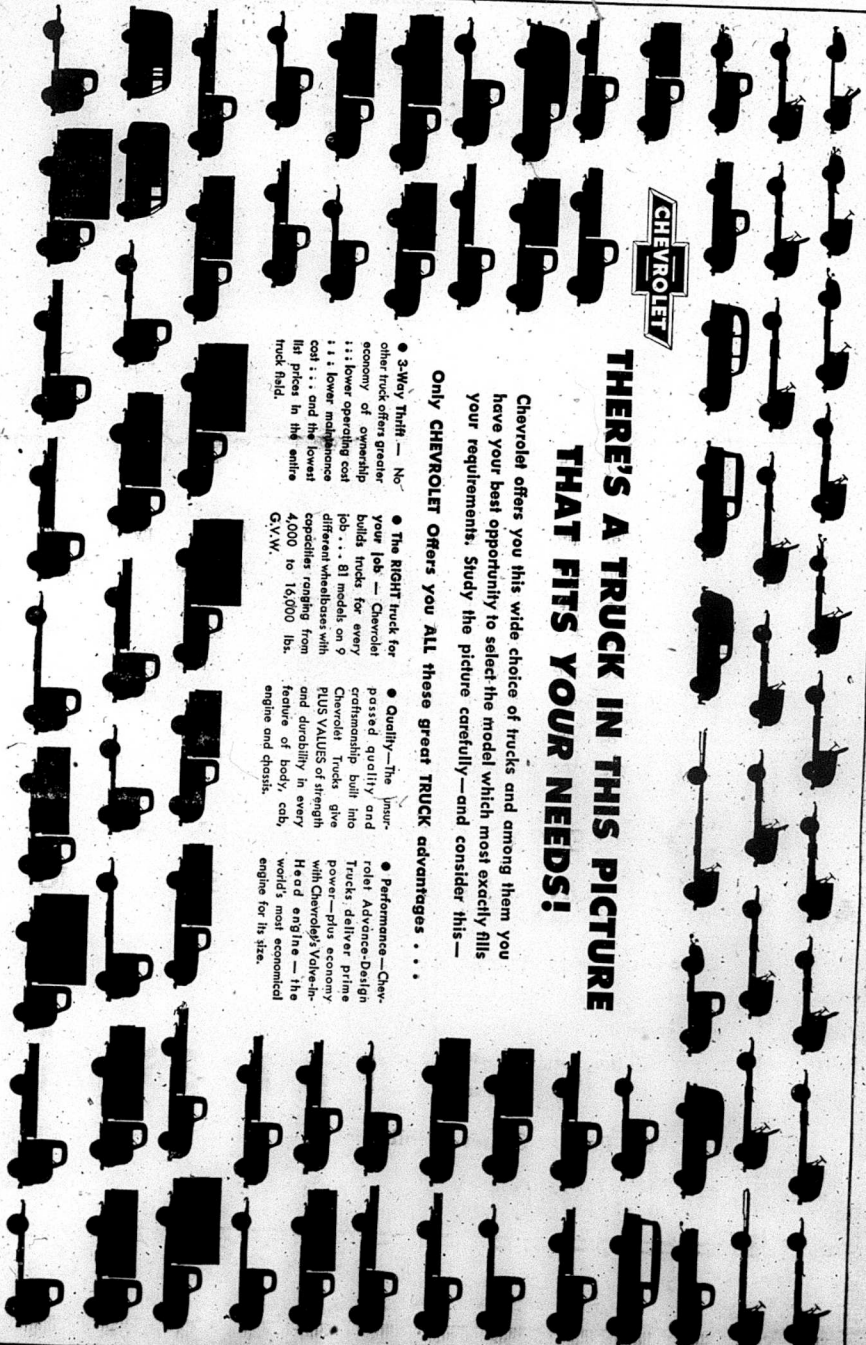 CHEVROLET
THERE'S A TRUCK IN THIS PICTURE
THAT FITS YOUR NEEDS!
Chevrolet offers you this wide choice of trucks and among them you
have your best opportunity to select the model which most exactly fills
your requirements. Study the picture carefully—and consider this—
Only CHEVROLET Offers you ALL these great TRUCK advantages . . .
● 3-Way Thrift — No
other truck offers greater
economy of ownership
; ; ; lower operating cost
; ; ; lower maintenance
cost ; ; ; and the lowest
list prices in the entire
truck field.
● The RIGHT truck for
your job — Chevrolet
builds trucks for every
job . . . 81 models on 9
different wheelbases with
capacities ranging from
4,000 to 16,000 lbs.
G.V.W.
● Quality—The unsur-
passed quality and
craftsmanship built into
Chevrolet Trucks give
PLUS VALUES of strength
and durability in every
feature of body, cab,
engine and chassis.
● Performance—Chev-
rolet Advance-Design
Trucks deliver prime
power—plus economy
with Chevrolet's Valve-in-
Head engine — the
world's most economical
engine for its size.